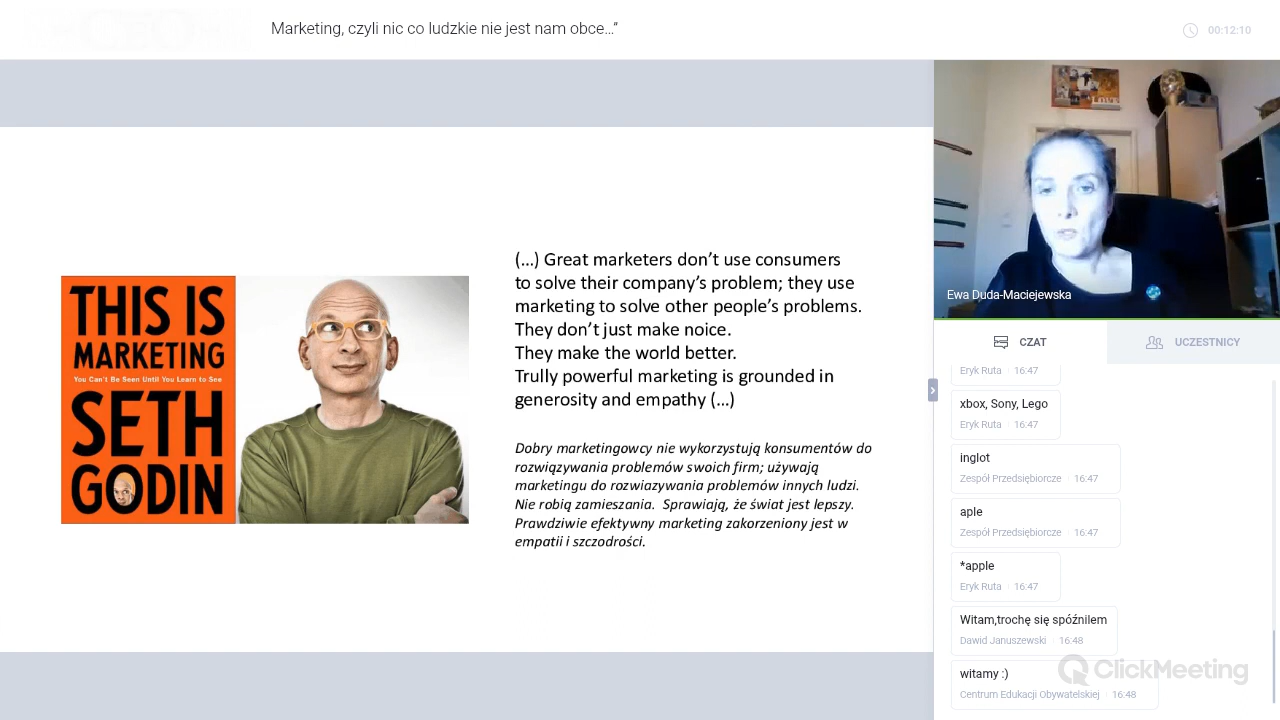 Marketing, czyli nic co ludzkie nie jest nam obce...”
00:12:10
THIS IS
MARKETING
You Can't Be Seen Until You Learn to See
SETH
GODIN
(...) Great marketers don’t use consumers
to solve their company’s problem; they use
marketing to solve other people’s problems.
They don’t just make noice.
They make the world better.
Trully powerful marketing is grounded in
generosity and empathy (...)
Dobry marketingowcy nie wykorzystują konsumentów do
rozwiązywania problemów swoich firm; używają
marketingu do rozwiazywania problemów innych ludzi.
Nie robią zamieszania. Sprawiają, że świat jest lepszy.
Prawdziwie efektywny marketing zakorzeniony jest w
empatii i szczodrości.
LOVE
Ewa Duda-Maciejewska
CZAT
UCZESTNICY
Eryk Ruta 16:47
xbox, Sony, Lego
Eryk Ruta 16:47
inglot
Zespół Przedsiębiorcze 16:47
aple
Zespół Przedsiębiorcze 16:47
*apple
Eryk Ruta 16:47
Witam,trochę się spóźnilem
Dawid Januszewski 16:48
witamy :)
Centrum Edukacji Obywatelskiej 16:48
ClickMeeting